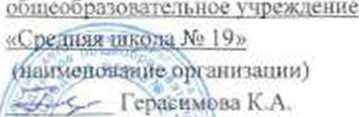 общеобразовательное учреждение
«Средняя школа № 19»
(наименование организации)
Герасимова К.А.